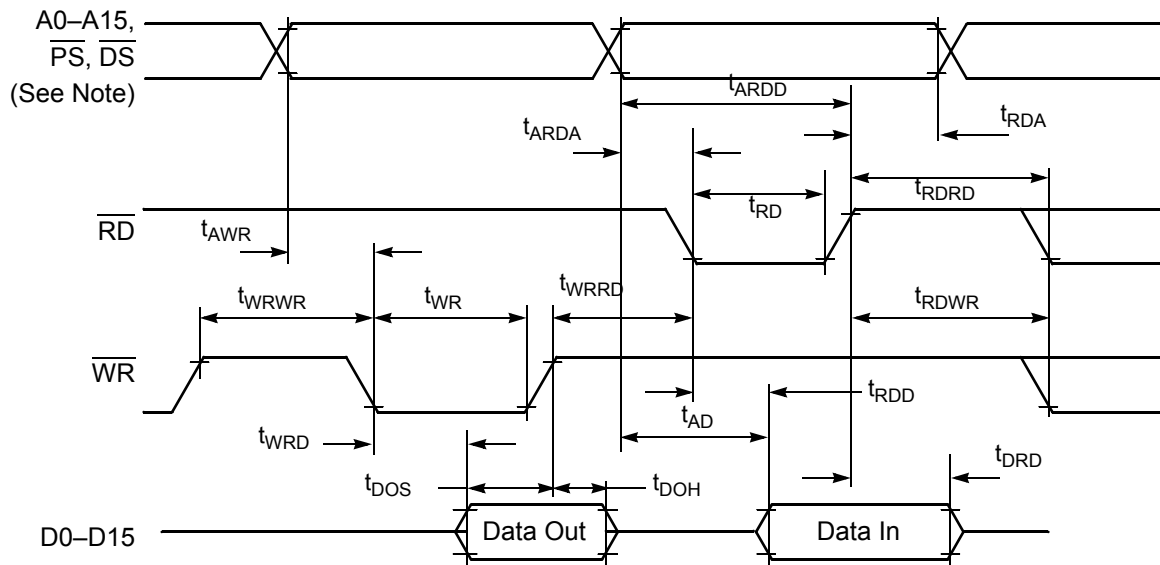 A0–A15,
PS, DS
(See Note)
tARDD
tARDA
tRDA
tRD
tRDRD
RD
tAWR
tWRWR
tWR
tWRRD
tRDWR
WR
tRDD
tAD
tWRD
tDRD
tDOS
tDOH
D0–D15
Data Out
Data In